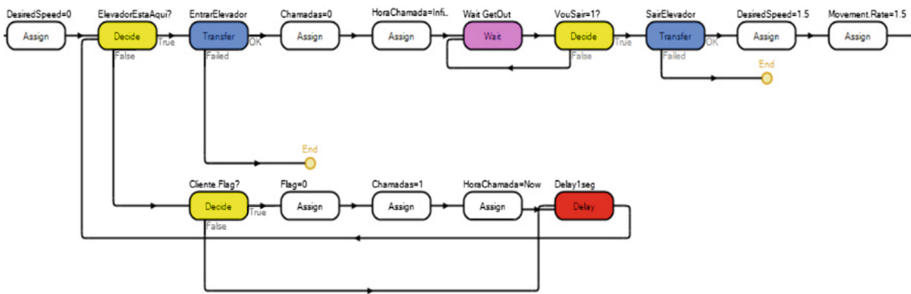 DesiredSpeed=0 ElevadorEstaAqui? EntrarElevador Chamadas=0 HoraChamada=Infi... Wait GetOut VouSair=1? SairElevador DesiredSpeed=1.5 Movement.Rate=1.5
Assign Decide Transfer Assign Assign Wait Decide Transfer Assign Assign
True OK True OK
False Failed False Failed
End
End
Cliente.Flag? Flag=0 Chamadas=1 HoraChamada=Now Delay1seg
Decide Assign Assign Assign Delay
True
False